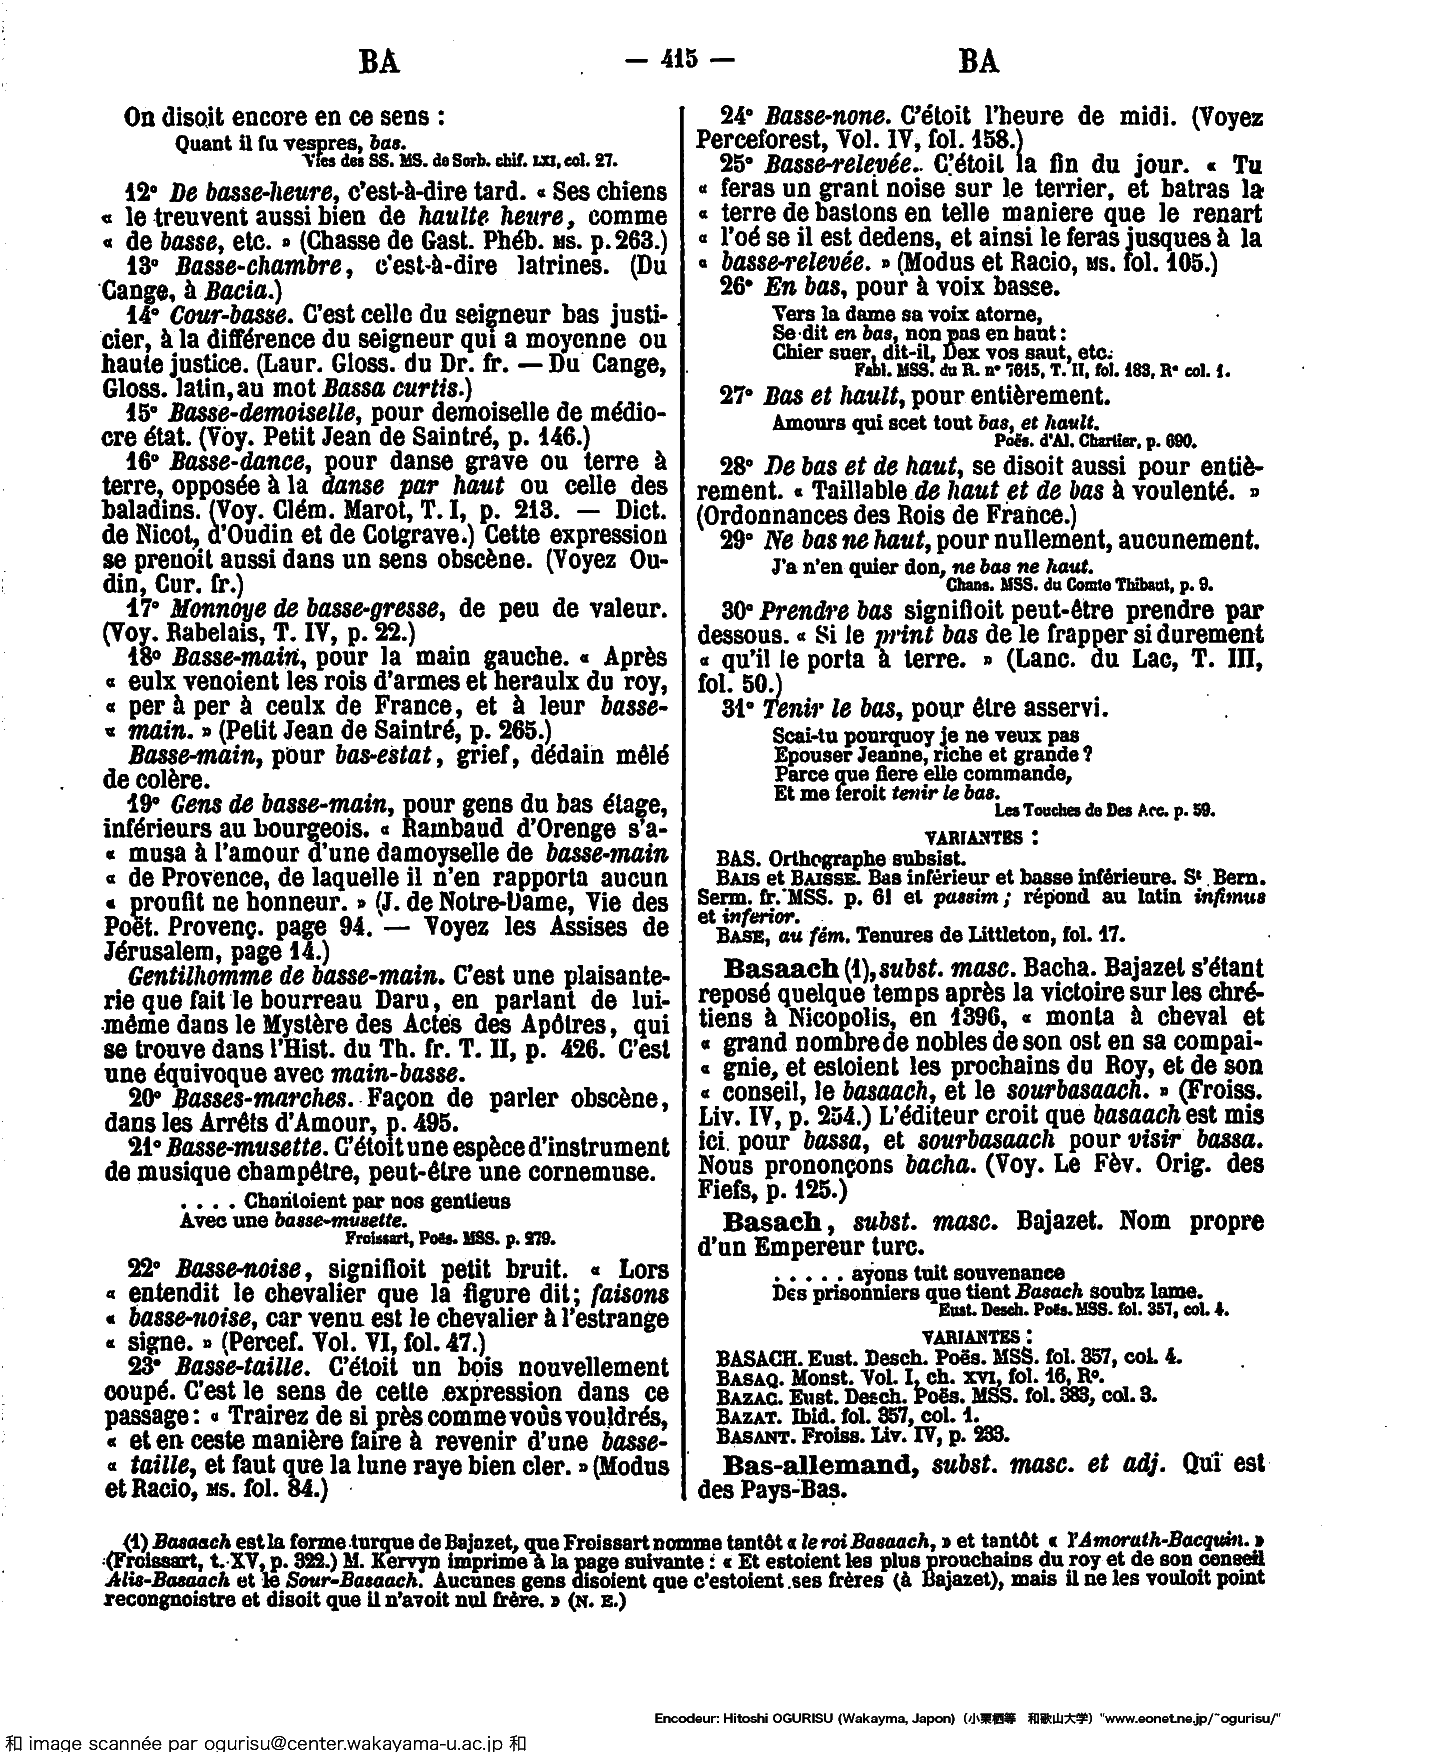 BA — 415 — BA
On disoit encore en ce sens :
Quant il fu vespres, bas.
Vies des SS. MS. de Sorb. chif. LXI, col. 27.
12° De basse-heure, c'est-à-dire tard. « Ses chiens
« le treuvent aussi bien de haulte heure, comme
« de basse, etc. » (Chasse de Gast. Phéb. MS. p. 263.)
13° Basse-chambre, c'est-à-dire latrines. (Du
Cange, à Bacia.)
14° Cour-basse. C'est celle du seigneur bas justi-
cier, à la différence du seigneur qui a moyenne ou
haute justice. (Laur. Gloss. du Dr. fr. — Du Cange,
Gloss. latin, au mot Bassa curtis.)
15° Basse-demoiselle, pour demoiselle de médio-
cre état. (Voy. Petit Jean de Saintré, p. 146.)
16° Basse-dance, pour danse grave ou terre à
terre, opposée à la danse par haut ou celle des
baladins. (Voy. Clém. Marot, T. I, p. 213. — Dict.
de Nicot, d'Oudin et de Cotgrave.) Cette expression
se prenoit aussi dans un sens obscène. (Voyez Ou-
din, Cur. fr.)
17° Monnoye de basse-gresse, de peu de valeur.
(Voy. Rabelais, T. IV, p. 22.)
18° Basse-main, pour la main gauche. « Après
« eulx venoient les rois d'armes et heraulx du roy,
« per à per à ceulx de France, et à leur basse-
« main. » (Petit Jean de Saintré, p. 265.)
Basse-main, pour bas-estat, grief, dédain mêlé
de colère.
19° Gens de basse-main, pour gens du bas étage,
inférieurs au bourgeois. « Rambaud d'Orenge s'a-
« musa à l'amour d'une damoyselle de basse-main
« de Provence, de laquelle il n'en rapporta aucun
« proufit ne honneur. » (J. de Notre-Dame, Vie des
Poët. Provenç. page 94. — Voyez les Assises de
Jérusalem, page 14.)
Gentilhomme de basse-main. C'est une plaisante-
rie que fait le bourreau Daru, en parlant de lui-
même dans le Mystère des Actes des Apôtres, qui
se trouve dans l'Hist. du Th. fr. T. II, p. 426. C'est
une équivoque avec main-basse.
20° Basses-marches. Façon de parler obscène,
dans les Arrêts d'Amour, p. 495.
21° Basse-musette. C'étoit une espèce d'instrument
de musique champêtre, peut-être une cornemuse.
. . . . Chantoient par nos gentieus
Avec une basse-musette.
Froissart, Poës. MSS. p. 279.
22° Basse-noise, signifioit petit bruit. « Lors
« entendit le chevalier que la figure dit; faisons
« basse-noise, car venu est le chevalier à l'estrange
« signe. » (Percef. Vol. VI, fol. 47.)
23° Basse-taille. C'étoit un bois nouvellement
coupé. C'est le sens de cette expression dans ce
passage : « Trairez de si près comme vous vouldrés,
« et en ceste manière faire à revenir d'une basse-
« taille, et faut que la lune raye bien cler. » (Modus
et Racio, MS. fol. 84.)
24° Basse-none. C'étoit l'heure de midi. (Voyez
Perceforest, Vol. IV, fol. 158.)
25° Basse-relevée. C'étoit la fin du jour. « Tu
« feras un grant noise sur le terrier, et batras la
« terre de bastons en telle maniere que le renart
« l'oé se il est dedens, et ainsi le feras jusques à la
« basse-relevée. » (Modus et Racio, MS. fol. 105.)
26° En bas, pour à voix basse.
Vers la dame sa voix atorne,
Se dit en bas, non pas en haut :
Chier suer, dit-il, Dex vos saut, etc.
Fabl. MSS. du R. n° 7615, T. II, fol. 183, R° col. 1.
27° Bas et hault, pour entièrement.
Amours qui scet tout bas, et hault.
Poës. d'Al. Chartier, p. 690.
28° De bas et de haut, se disoit aussi pour entiè-
rement. « Taillable de haut et de bas à voulenté. »
(Ordonnances des Rois de France.)
29° Ne bas ne haut, pour nullement, aucunement.
J'a n'en quier don, ne bas ne haut.
Chans. MSS. du Comte Thibaut, p. 9.
30° Prendre bas signifioit peut-être prendre par
dessous. « Si le print bas de le frapper si durement
« qu'il le porta à terre. » (Lanc. du Lac, T. III,
fol. 50.)
31° Tenir le bas, pour être asservi.
Scai-tu pourquoy je ne veux pas
Epouser Jeanne, riche et grande ?
Parce que fiere elle commande,
Et me feroit tenir le bas.
Les Touches de Des Acc. p. 59.
VARIANTES :
BAS. Orthographe subsist.
BAIS et BAISSE. Bas inférieur et basse inférieure. St Bern.
Serm. fr. MSS. p. 61 et passim ; répond au latin infimus
et inferior.
BASE, au fém. Tenures de Littleton, fol. 17.
Basaach (1), subst. masc. Bacha. Bajazet s'étant
reposé quelque temps après la victoire sur les chré-
tiens à Nicopolis, en 1396, « monta à cheval et
« grand nombre de nobles de son ost en sa compai-
« gnie, et estoient les prochains du Roy, et de son
« conseil, le basaach, et le sourbasaach. » (Froiss.
Liv. IV, p. 254.) L'éditeur croit que basaach est mis
ici pour bassa, et sourbasaach pour visir bassa.
Nous prononçons bacha. (Voy. Le Fèv. Orig. des
Fiefs, p. 125.)
Basach, subst. masc. Bajazet. Nom propre
d'un Empereur turc.
. . . . . ayons tuit souvenance
Des prisonniers que tient Basach soubz lame.
Eust. Desch. Poës. MSS. fol. 357, col. 4.
VARIANTES :
BASACH. Eust. Desch. Poës. MSS. fol. 357, col. 4.
BASAQ. Monst. Vol. I, ch. XVI, fol. 16, R°.
BAZAC. Eust. Desch. Poës. MSS. fol. 383, col. 3.
BAZAT. Ibid. fol. 357, col. 1.
BASANT. Froiss. Liv. IV, p. 233.
Bas-allemand, subst. masc. et adj. Qui est
des Pays-Bas.
(1) Basaach est la forme turque de Bajazet, que Froissart nomme tantôt « le roi Basaach, » et tantôt « l'Amorath-Bacquin. »
(Froissart, t. XV, p. 322.) M. Kervyn imprime à la page suivante : « Et estoient les plus prouchains du roy et de son conseil
Alis-Basaach et le Sour-Basaach. Aucunes gens disoient que c'estoient ses frères (à Bajazet), mais il ne les vouloit point
recongnoistre et disoit que il n'avoit nul frère. » (N. E.)
Encodeur: Hitoshi OGURISU (Wakayma, Japon) (小栗栖等 和歌山大学) "www.eonet.ne.jp/~ogurisu/"
和 image scannée par ogurisu@center.wakayama-u.ac.jp 和